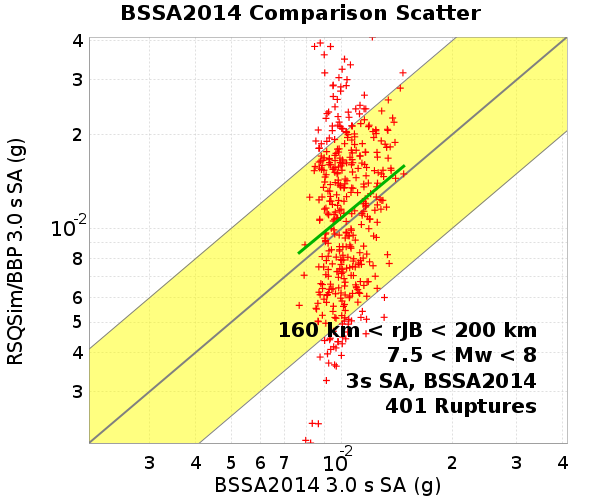 BSSA2014 Comparison Scatter
RSQSim/BBP 3.0 s SA (g)
4
3
2
10-2
8
6
5
4
3
160 km < rJB < 200 km
7.5 < Mw < 8
3s SA, BSSA2014
401 Ruptures
3 4 5 6 7 10-2 2 3 4
BSSA2014 3.0 s SA (g)